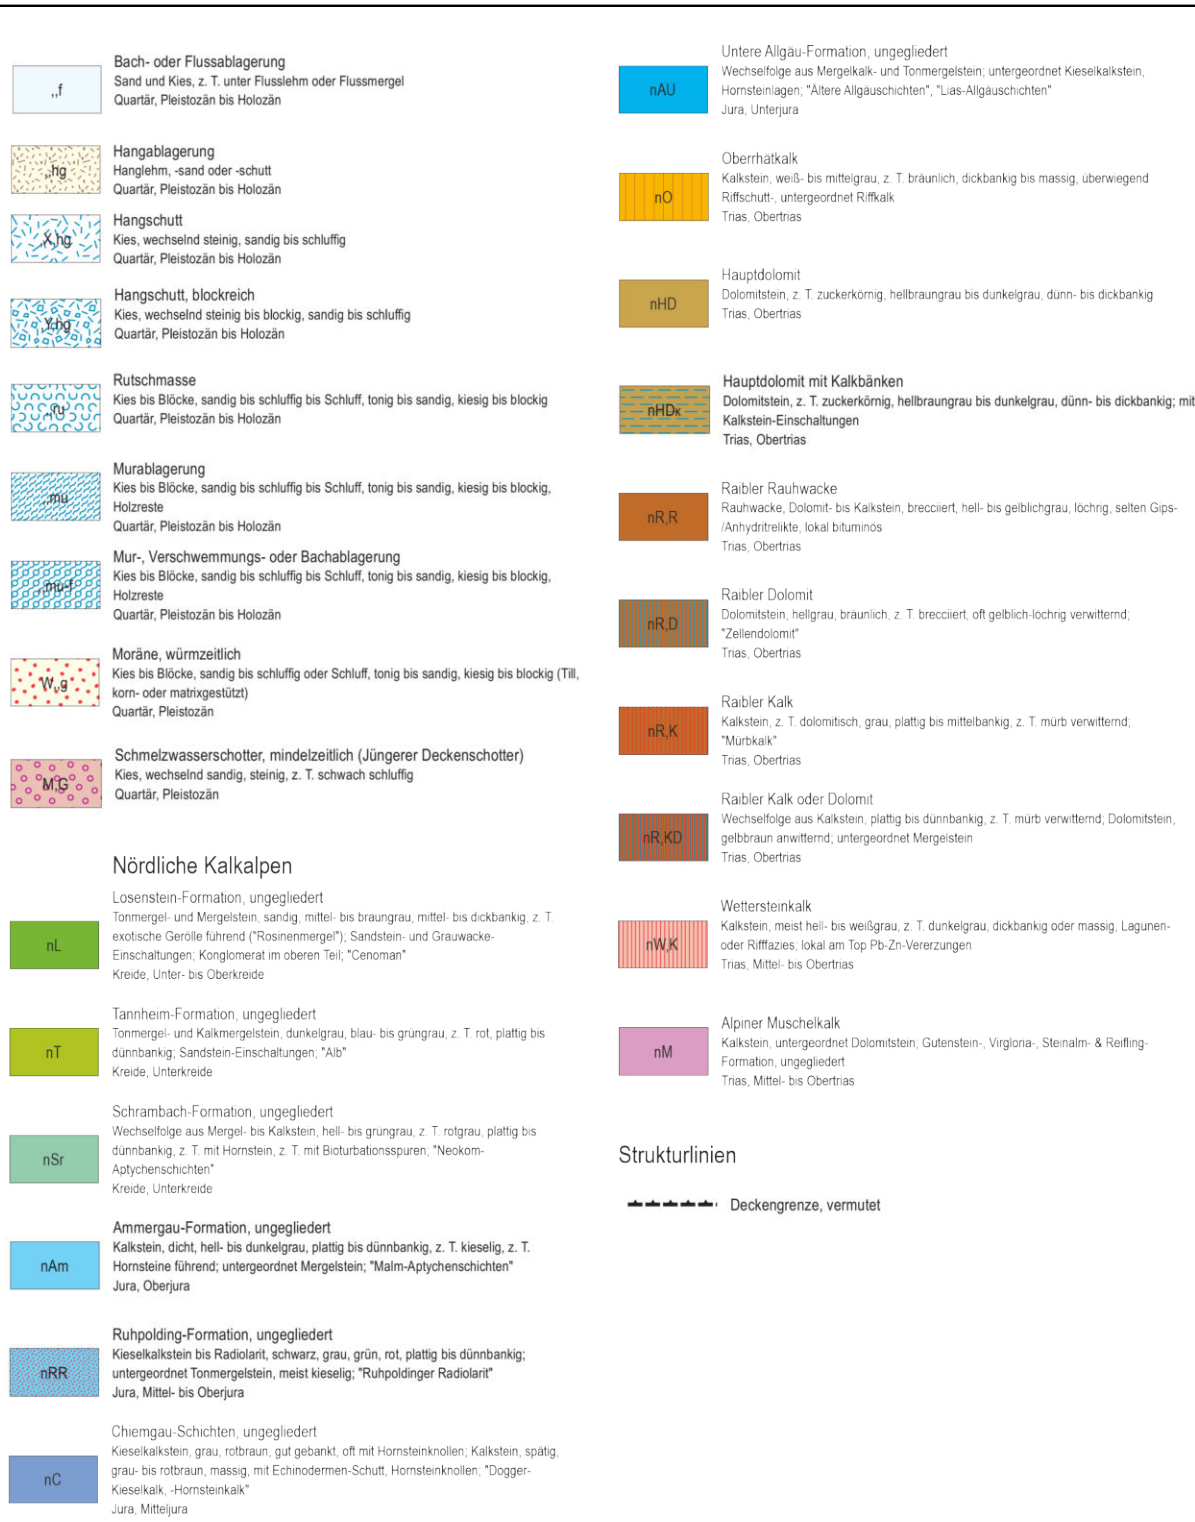 ,,f
Bach- oder Flussablagerung
Sand und Kies, z. T. unter Flusslehm oder Flussmergel
Quartär, Pleistozän bis Holozän
,,hg
Hangablagerung
Hanglehm, -sand oder -schutt
Quartär, Pleistozän bis Holozän
,X,hg
Hangschutt
Kies, wechselnd steinig, sandig bis schluffig
Quartär, Pleistozän bis Holozän
,Y,hg
Hangschutt, blockreich
Kies, wechselnd steinig bis blockig, sandig bis schluffig
Quartär, Pleistozän bis Holozän
,,ru
Rutschmasse
Kies bis Blöcke, sandig bis schluffig bis Schluff, tonig bis sandig, kiesig bis blockig
Quartär, Pleistozän bis Holozän
,,mu
Murablagerung
Kies bis Blöcke, sandig bis schluffig bis Schluff, tonig bis sandig, kiesig bis blockig,
Holzreste
Quartär, Pleistozän bis Holozän
,,mu-f
Mur-, Verschwemmungs- oder Bachablagerung
Kies bis Blöcke, sandig bis schluffig bis Schluff, tonig bis sandig, kiesig bis blockig,
Holzreste
Quartär, Pleistozän bis Holozän
W,,g
Moräne, würmzeitlich
Kies bis Blöcke, sandig bis schluffig oder Schluff, tonig bis sandig, kiesig bis blockig (Till,
korn- oder matrixgestützt)
Quartär, Pleistozän
M,G
Schmelzwasserschotter, mindelzeitlich (Jüngerer Deckenschotter)
Kies, wechselnd sandig, steinig, z. T. schwach schluffig
Quartär, Pleistozän
Nördliche Kalkalpen
nL
Losenstein-Formation, ungegliedert
Tonmergel- und Mergelstein, sandig, mittel- bis braungrau, mittel- bis dickbankig, z. T.
exotische Gerölle führend ("Rosinenmergel"); Sandstein- und Grauwacke-
Einschaltungen; Konglomerat im oberen Teil; "Cenoman"
Kreide, Unter- bis Oberkreide
nT
Tannheim-Formation, ungegliedert
Tonmergel- und Kalkmergelstein, dunkelgrau, blau- bis grüngrau, z. T. rot, plattig bis
dünnbankig; Sandstein-Einschaltungen; "Alb"
Kreide, Unterkreide
nSr
Schrambach-Formation, ungegliedert
Wechselfolge aus Mergel- bis Kalkstein, hell- bis grüngrau, z. T. rotgrau, plattig bis
dünnbankig, z. T. mit Hornstein, z. T. mit Bioturbationsspuren; "Neokom-
Aptychenschichten"
Kreide, Unterkreide
nAm
Ammergau-Formation, ungegliedert
Kalkstein, dicht, hell- bis dunkelgrau, plattig bis dünnbankig, z. T. kieselig, z. T.
Hornsteine führend; untergeordnet Mergelstein; "Malm-Aptychenschichten"
Jura, Oberjura
nRR
Ruhpolding-Formation, ungegliedert
Kieselkalkstein bis Radiolarit, schwarz, grau, grün, rot, plattig bis dünnbankig;
untergeordnet Tonmergelstein, meist kieselig; "Ruhpoldinger Radiolarit"
Jura, Mittel- bis Oberjura
nC
Chiemgau-Schichten, ungegliedert
Kieselkalkstein, grau, rotbraun, gut gebankt, oft mit Hornsteinknollen; Kalkstein, spätig,
grau- bis rotbraun, massig, mit Echinodermen-Schutt, Hornsteinknollen; "Dogger-
Kieselkalk, -Hornsteinkalk"
Jura, Mitteljura
nAU
Untere Allgäu-Formation, ungegliedert
Wechselfolge aus Mergelkalk- und Tonmergelstein; untergeordnet Kieselkalkstein,
Hornsteinlagen; "Ältere Allgäuschichten", "Lias-Allgäuschichten"
Jura, Unterjura
nO
Oberrhätkalk
Kalkstein, weiß- bis mittelgrau, z. T. bräunlich, dickbankig bis massig, überwiegend
Riffschutt-, untergeordnet Riffkalk
Trias, Obertrias
nHD
Hauptdolomit
Dolomitstein, z. T. zuckerkörnig, hellbraungrau bis dunkelgrau, dünn- bis dickbankig
Trias, Obertrias
nHDK
Hauptdolomit mit Kalkbänken
Dolomitstein, z. T. zuckerkörnig, hellbraungrau bis dunkelgrau, dünn- bis dickbankig; mit
Kalkstein-Einschaltungen
Trias, Obertrias
nR,R
Raibler Rauhwacke
Rauhwacke, Dolomit- bis Kalkstein, brecciiert, hell- bis gelblichgrau, löchrig, selten Gips-
/Anhydritrelikte, lokal bituminös
Trias, Obertrias
nR,D
Raibler Dolomit
Dolomitstein, hellgrau, bräunlich, z. T. brecciiert, oft gelblich-löchrig verwitternd;
"Zellendolomit"
Trias, Obertrias
nR,K
Raibler Kalk
Kalkstein, z. T. dolomitisch, grau, plattig bis mittelbankig, z. T. mürb verwitternd;
"Mürbkalk"
Trias, Obertrias
nR,KD
Raibler Kalk oder Dolomit
Wechselfolge aus Kalkstein, plattig bis dünnbankig, z. T. mürb verwitternd; Dolomitstein,
gelbbraun anwitternd; untergeordnet Mergelstein
Trias, Obertrias
nW,K
Wettersteinkalk
Kalkstein, meist hell- bis weißgrau, z. T. dunkelgrau, dickbankig oder massig, Lagunen-
oder Rifffazies; lokal am Top Pb-Zn-Vererzungen
Trias, Mittel- bis Obertrias
nM
Alpiner Muschelkalk
Kalkstein, untergeordnet Dolomitstein; Gutenstein-, Virgloria-, Steinalm- & Reifling-
Formation, ungegliedert
Trias, Mittel- bis Obertrias
Strukturlinien
Deckengrenze, vermutet